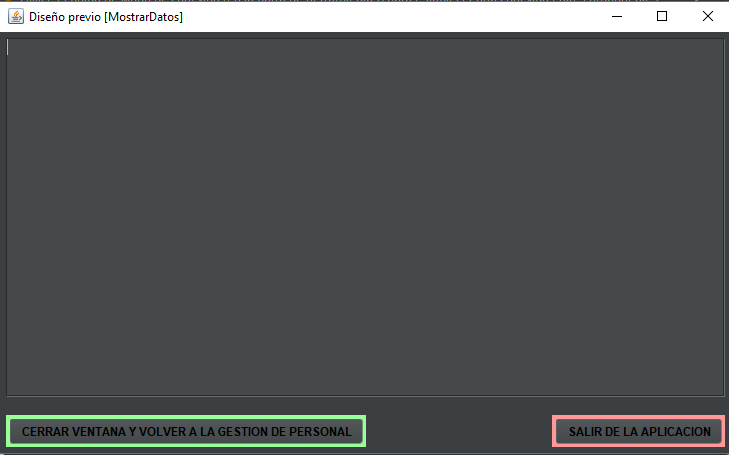 Diseño previo [MostrarDatos]
CERRAR VENTANA Y VOLVER A LA GESTION DE PERSONAL
SALIR DE LA APLICACION